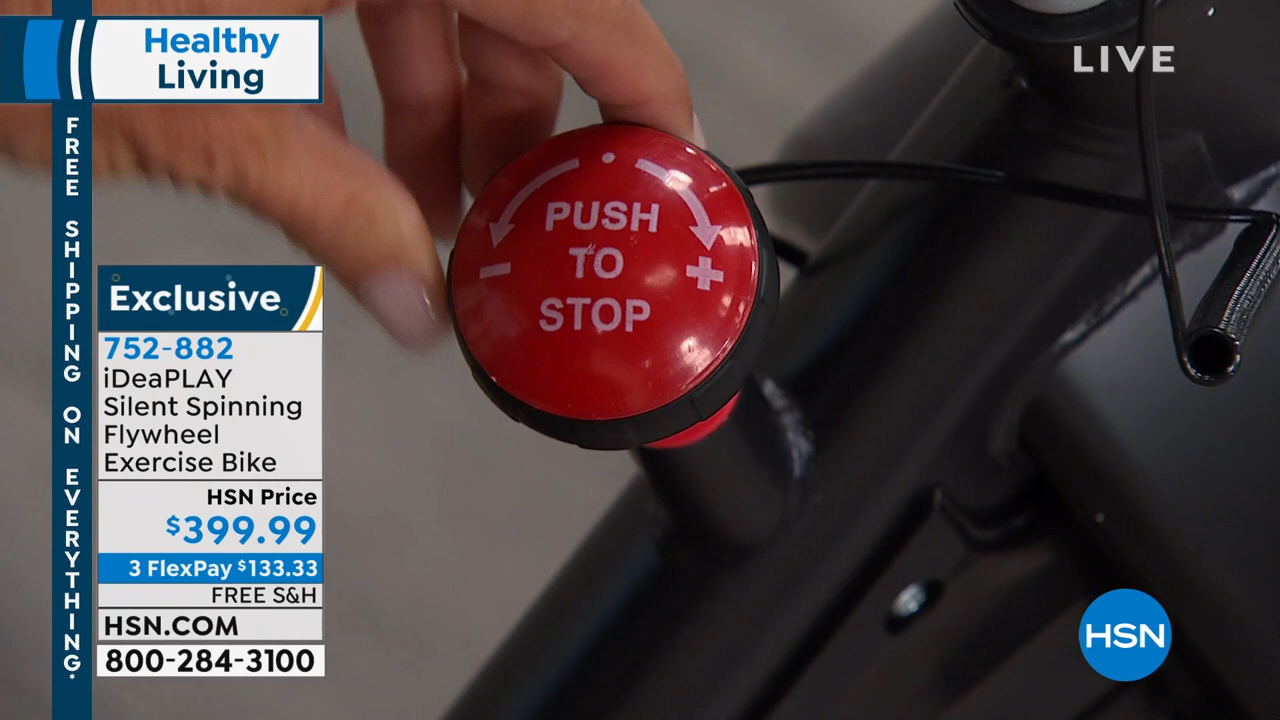 Healthy
Living
LIVE
FREE SHIPPING ON EVERYTHING*
PUSH
TO
STOP
- +
Exclusive
752-882
iDeaPLAY
Silent Spinning
Flywheel
Exercise Bike
HSN Price
$399.99
3 FlexPay $133.33
FREE S&H
HSN.COM
800-284-3100
HSN